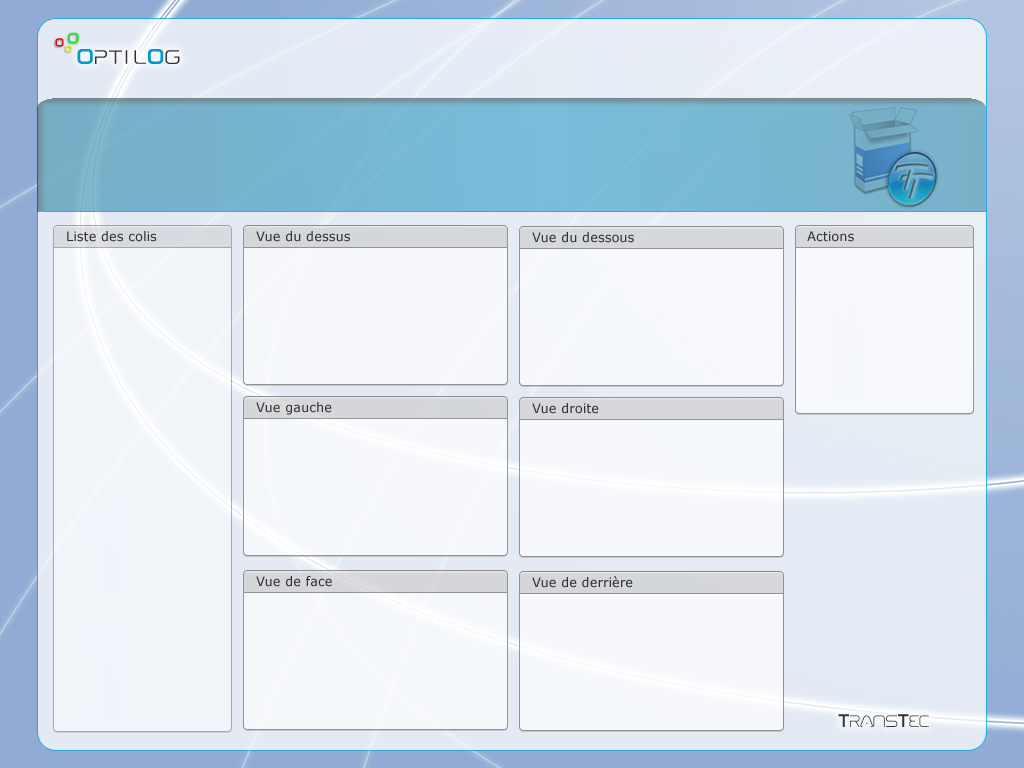 OPTILOG
Liste des colis
Vue du dessus
Vue du dessous
Actions
Vue gauche
Vue droite
Vue de face
Vue de derrière
TRANSTEC